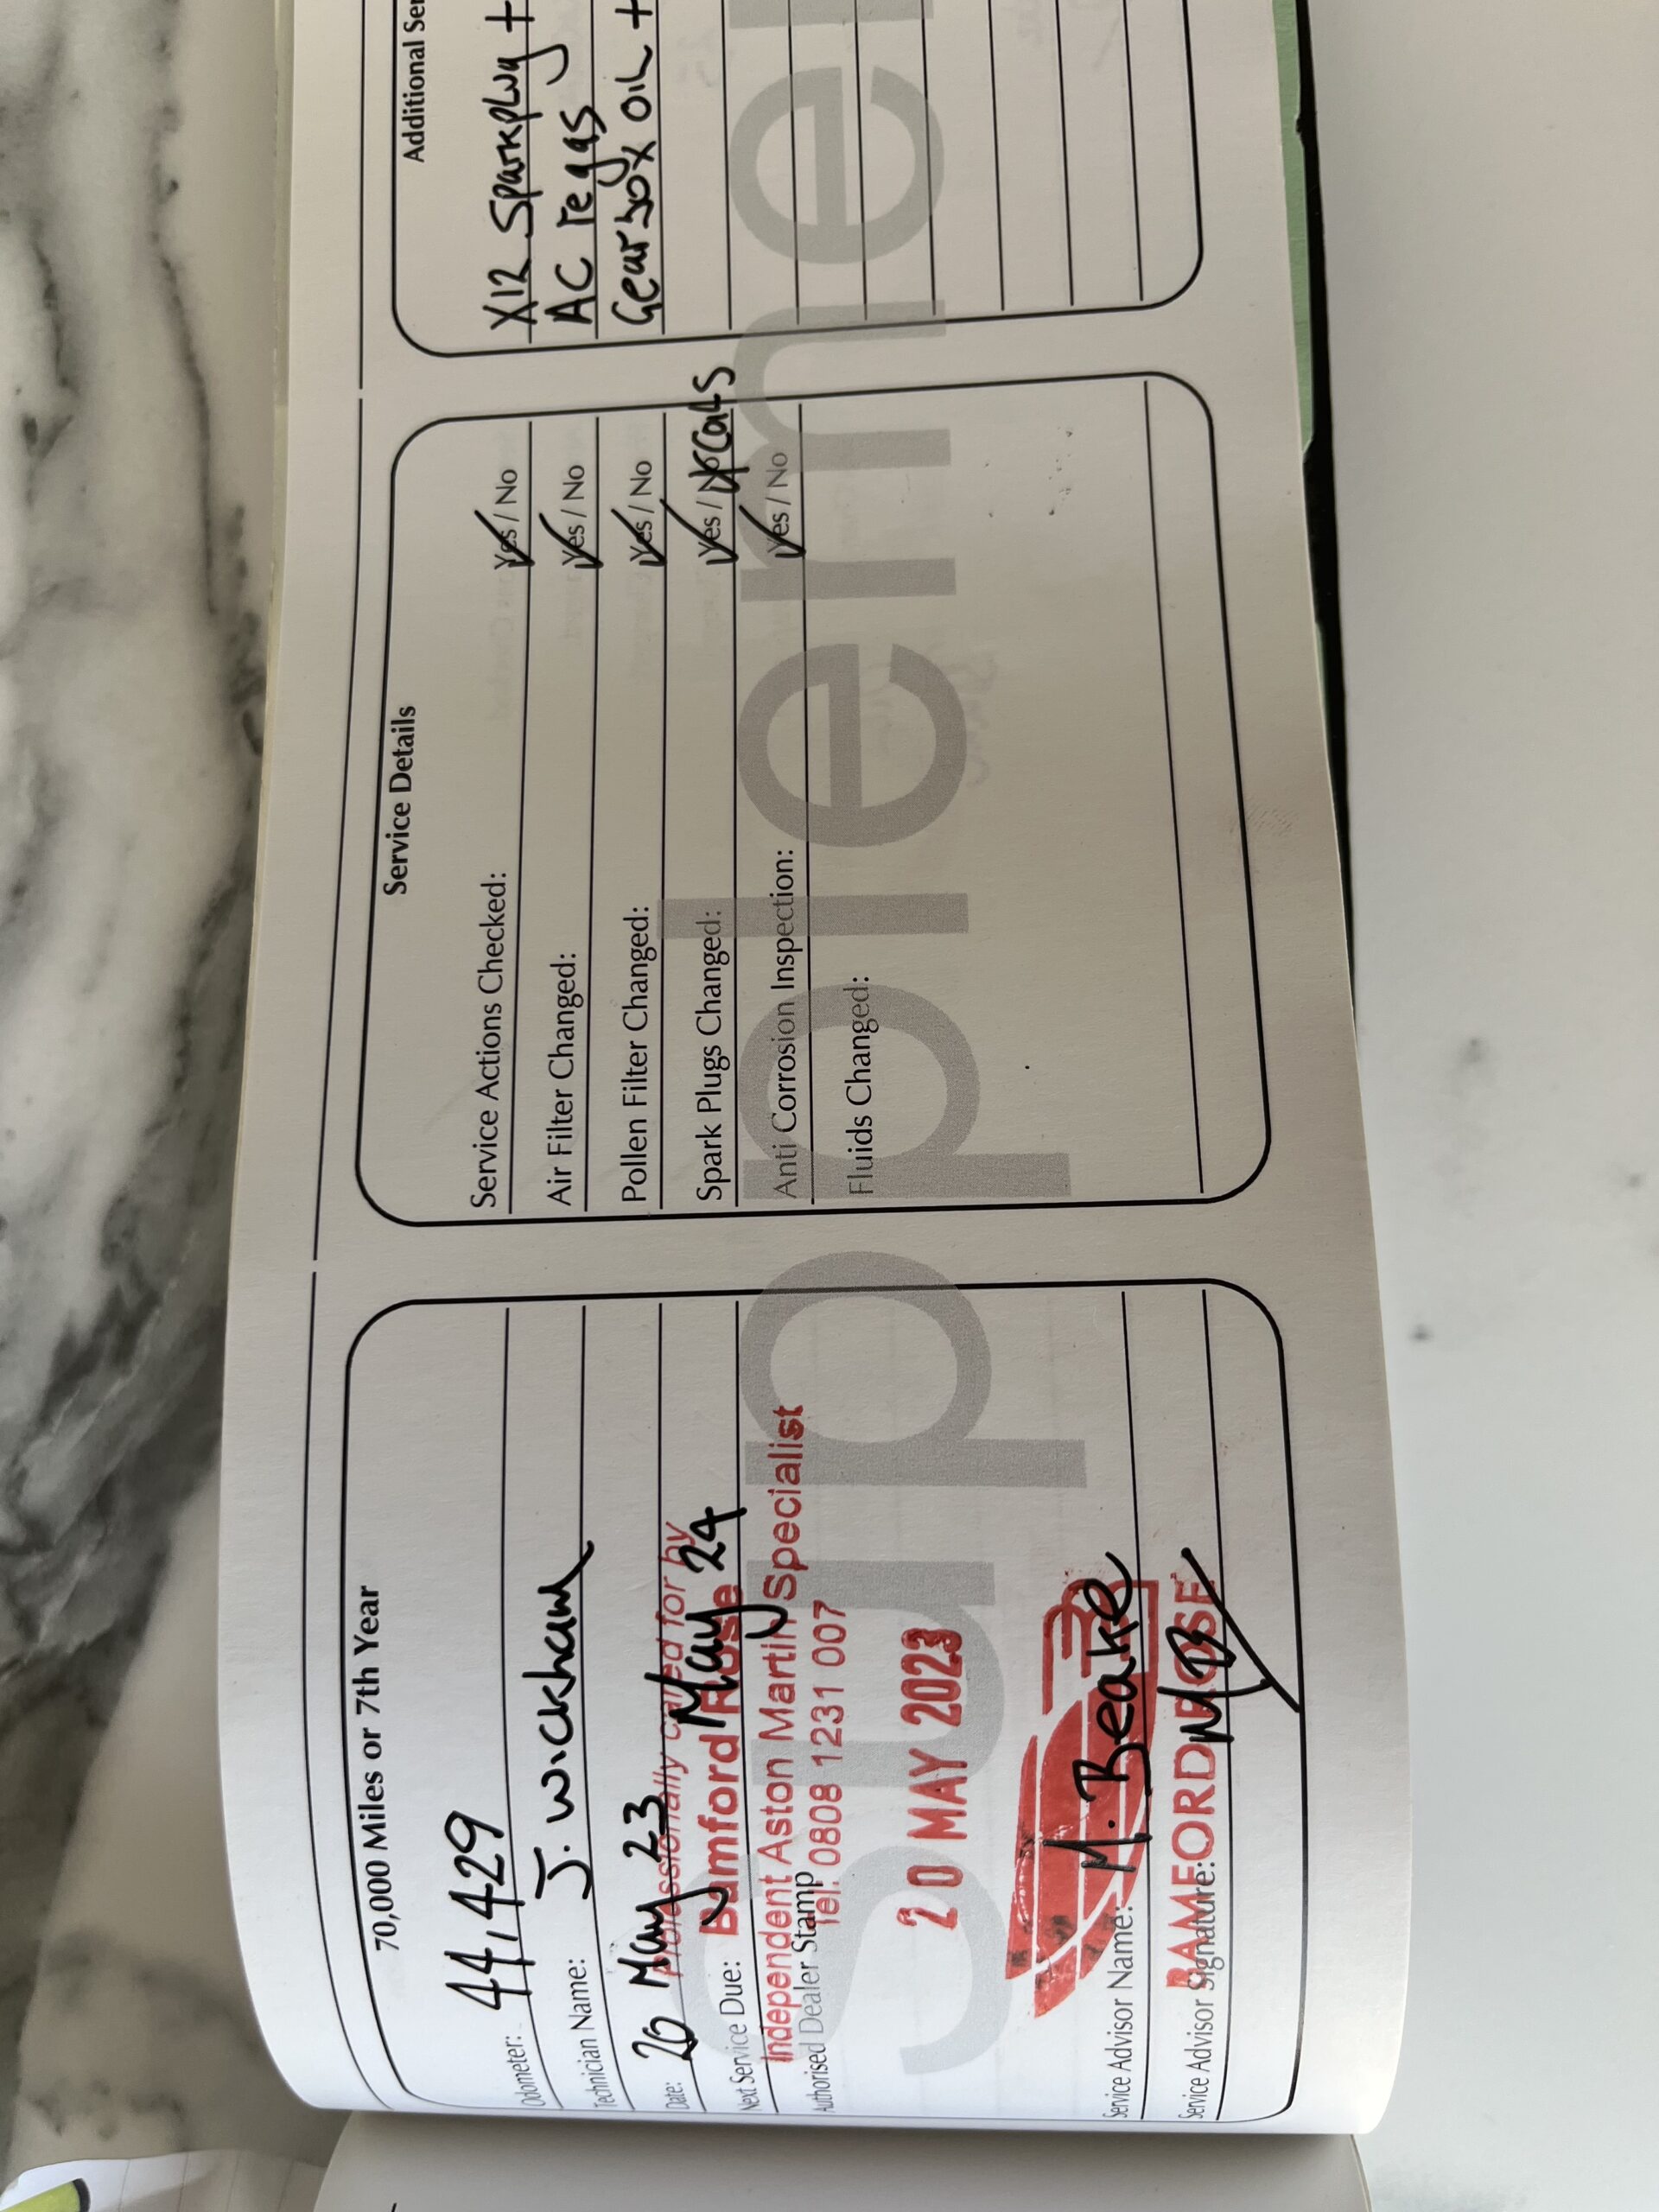 70,000 Miles or 7th Year
Odometer: 44,429
Technician Name: J. Wickham
Date: 20 May 23
Professionally cared for by
Next Service Due: May 24
Bamford Rose
Independent Aston Martin Specialist
Authorised Dealer Stamp
Tel: 0808 1231 007
20 MAY 2023
Service Advisor Name: M. Beake
BAMFORD ROSE
Service Advisor Signature: MB
Service Details
Service Actions Checked: Yes / No
Air Filter Changed: Yes / No
Pollen Filter Changed: Yes / No
Spark Plugs Changed: Yes / No
Anti Corrosion Inspection: Yes / No
Fluids Changed:
Additional Ser
X12 Sparkplug +
AC regas
Gearbox oil +
Suppleme